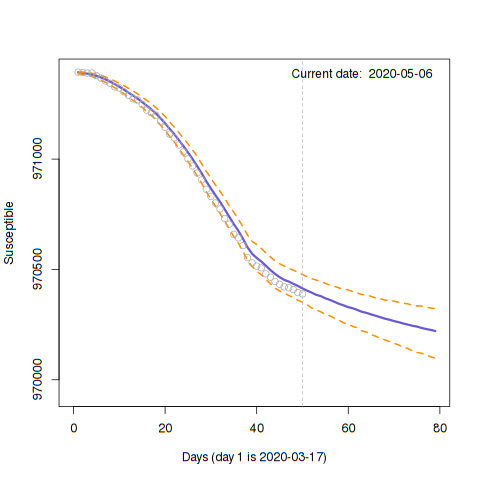 Current date: 2020-05-06
Susceptible
971000
970500
970000
0 20 40 60 80
Days (day 1 is 2020-03-17)